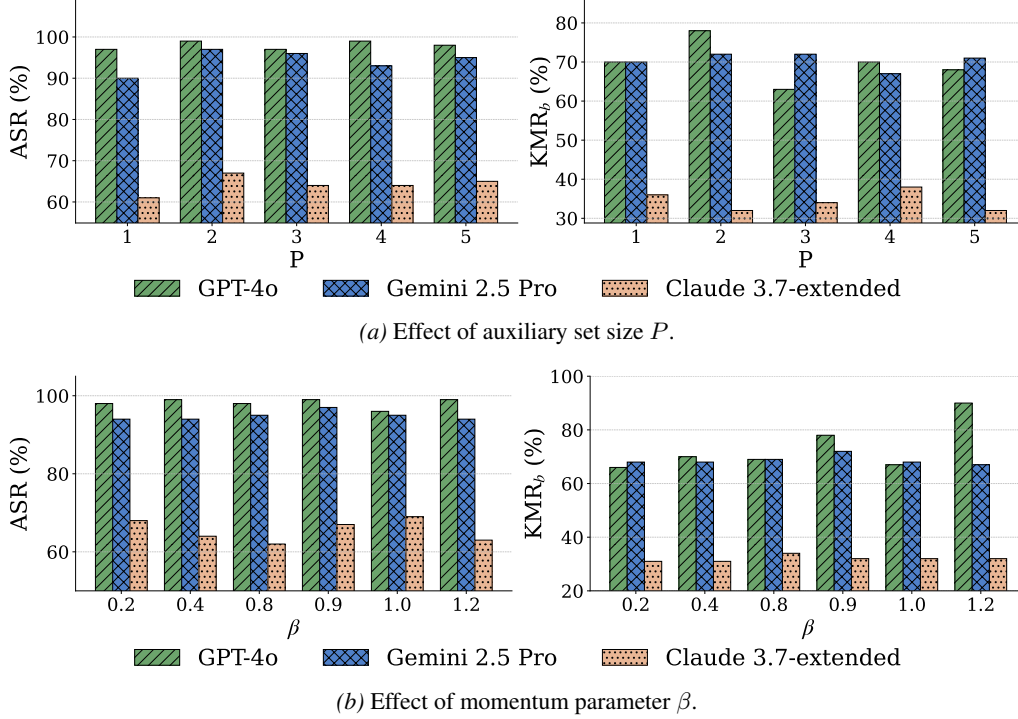 ASR (%)
100
90
80
70
60
1 2 3 4 5
P
KMR_b (%)
80
70
60
50
40
30
1 2 3 4 5
P
GPT-4o Gemini 2.5 Pro Claude 3.7-extended
(a) Effect of auxiliary set size P.
ASR (%)
100
80
60
0.2 0.4 0.8 0.9 1.0 1.2
β
KMR_b (%)
100
80
60
40
20
0.2 0.4 0.8 0.9 1.0 1.2
β
GPT-4o Gemini 2.5 Pro Claude 3.7-extended
(b) Effect of momentum parameter β.